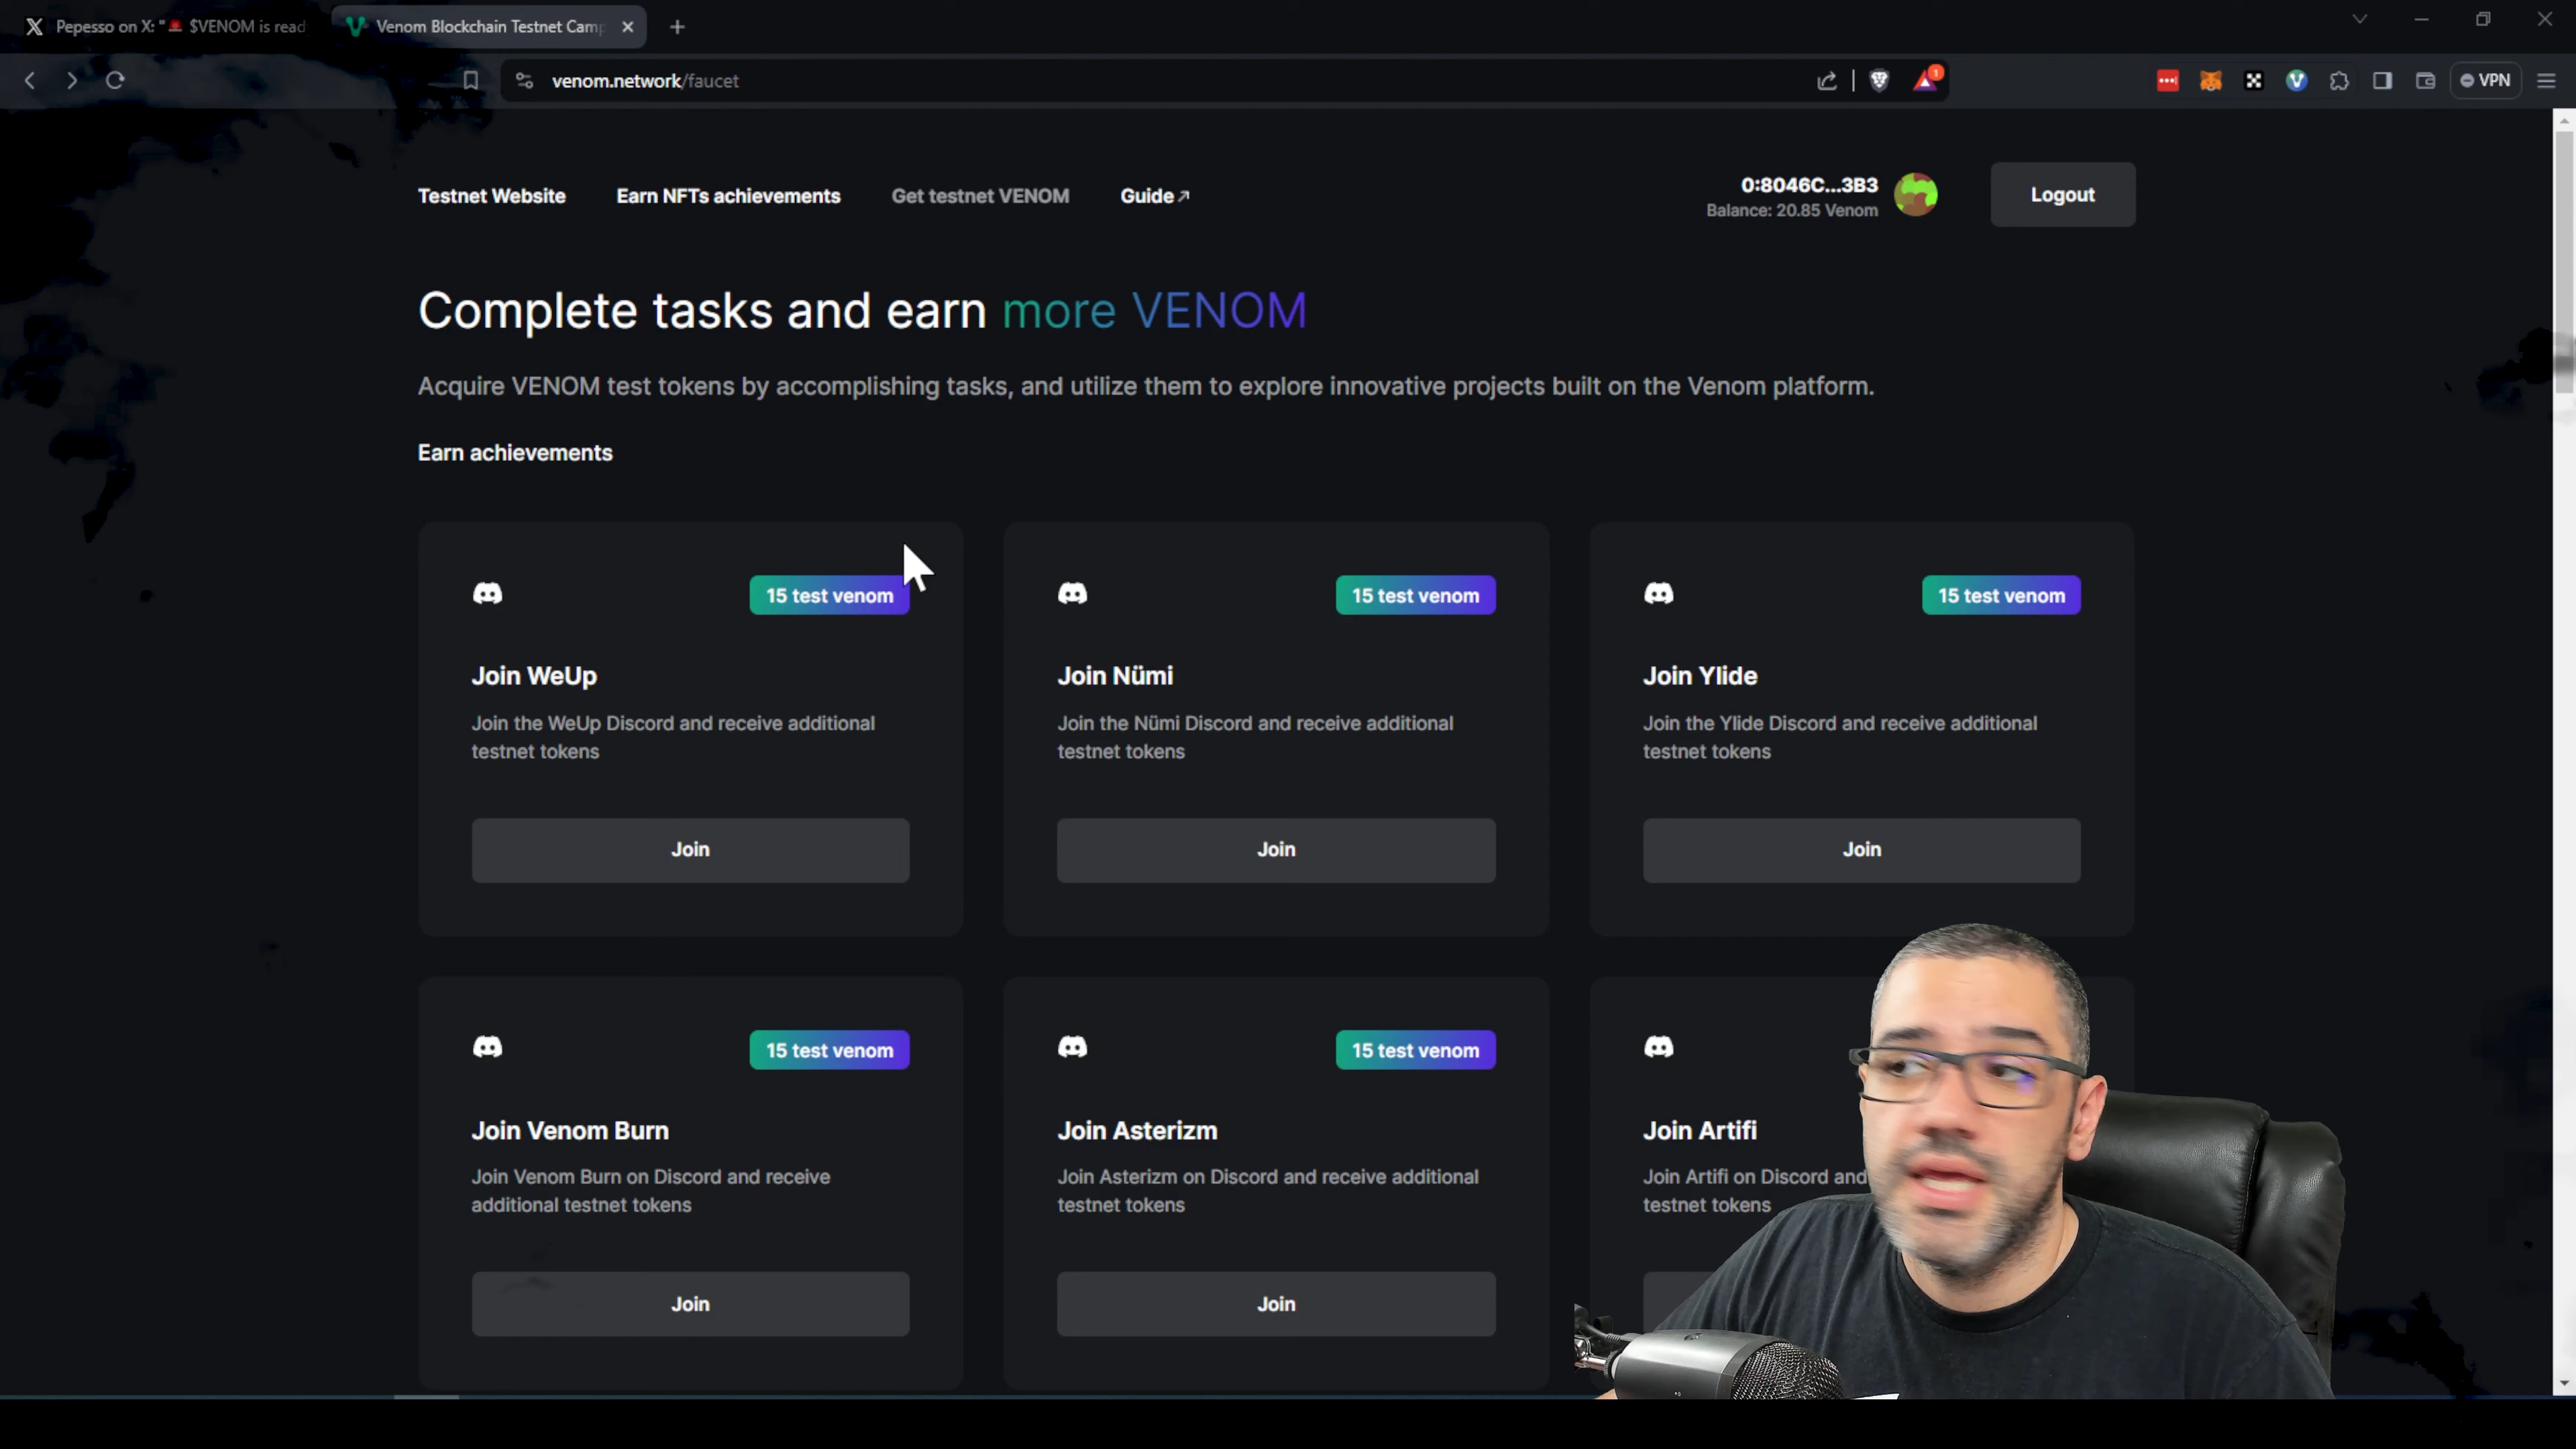 Pepesso on X: "🚨 $VENOM is read
Venom Blockchain Testnet Camp
venom.network/faucet
1
VPN
Testnet Website
Earn NFTs achievements
Get testnet VENOM
Guide↗
0:8046C...3B3
Balance: 20.85 Venom
Logout
Complete tasks and earn more VENOM
Acquire VENOM test tokens by accomplishing tasks, and utilize them to explore innovative projects built on the Venom platform.
Earn achievements
15 test venom
Join WeUp
Join the WeUp Discord and receive additional
testnet tokens
Join
15 test venom
Join Nümi
Join the Nümi Discord and receive additional
testnet tokens
Join
15 test venom
Join Ylide
Join the Ylide Discord and receive additional
testnet tokens
Join
15 test venom
Join Venom Burn
Join Venom Burn on Discord and receive
additional testnet tokens
Join
15 test venom
Join Asterizm
Join Asterizm on Discord and receive additional
testnet tokens
Join
Join Artifi
Join Artifi on Discord and
testnet tokens